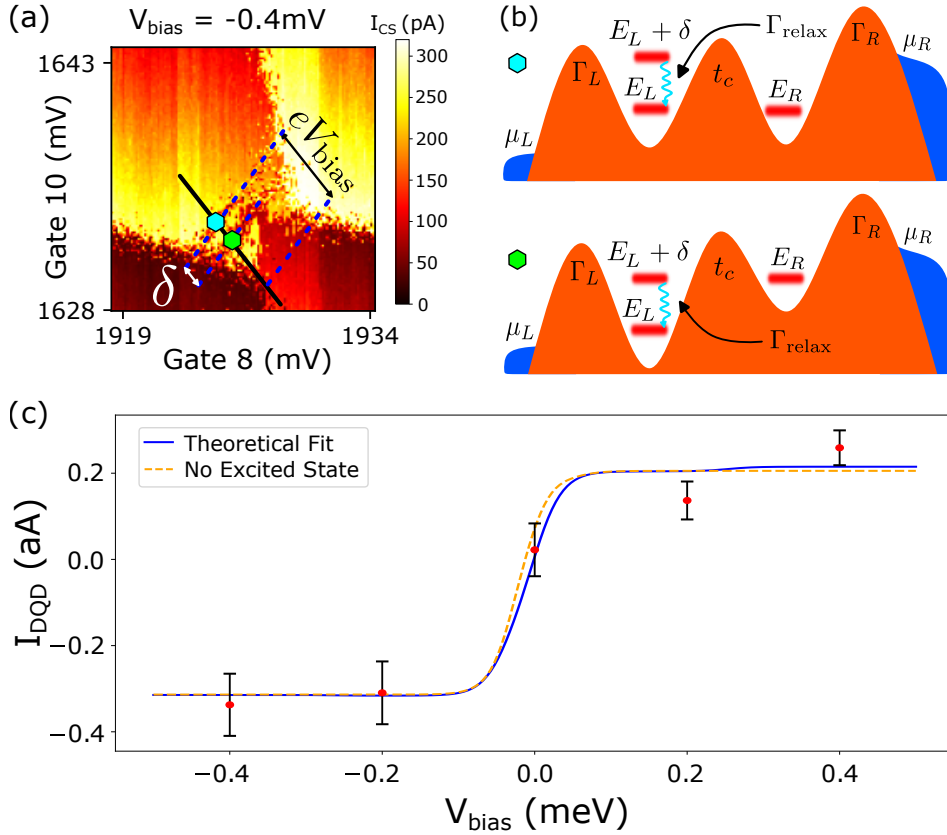 (a)
V_bias = -0.4mV
I_CS (pA)
1643
1628
Gate 10 (mV)
1919
1934
Gate 8 (mV)
eV_bias
δ
300
250
200
150
100
50
0
(b)
E_L + δ
Γ_relax
Γ_R
μ_R
Γ_L
E_L
t_c
E_R
μ_L
Γ_R
E_L + δ
t_c
E_R
μ_R
Γ_L
E_L
μ_L
Γ_relax
(c)
Theoretical Fit
No Excited State
0.2
0.0
−0.2
−0.4
I_DQD (aA)
−0.4
−0.2
0.0
0.2
0.4
V_bias (meV)